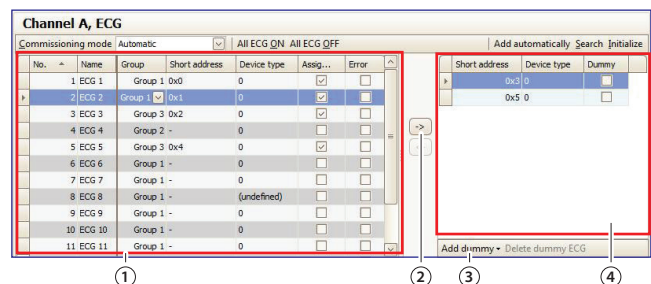 Channel A, ECG
Commissioning mode Automatic All ECG ON All ECG OFF Add automatically Search Initialize
No. Name Group Short address Device type Assig... Error
1 ECG 1 Group 1 0x0 0
2 ECG 2 Group 1 0x1 0
3 ECG 3 Group 3 0x2 0
4 ECG 4 Group 2 - 0
5 ECG 5 Group 3 0x4 0
6 ECG 6 Group 1 - 0
7 ECG 7 Group 1 - 0
8 ECG 8 Group 1 - (undefined)
9 ECG 9 Group 1 - 0
10 ECG 10 Group 1 - 0
11 ECG 11 Group 1 - 0
->
Short address Device type Dummy
0x3 0
0x5 0
Add dummy Delete dummy ECG
1 2 3 4